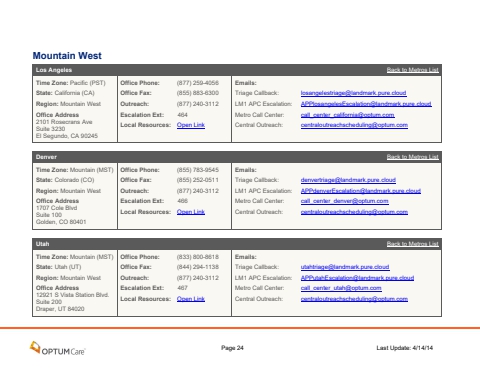 Mountain West
Los Angeles Back to Metros List
Time Zone: Pacific (PST) Office Phone: (877) 259-4056 Emails:
State: California (CA) Office Fax: (855) 883-6300 Triage Callback: losangelestriage@landmark.pure.cloud
Region: Mountain West Outreach: (877) 240-3112 LM1 APC Escalation: APPlosangelesEscalation@landmark.pure.cloud
Office Address Escalation Ext: 464 Metro Call Center: call_center_california@optum.com
2101 Rosecrans Ave Local Resources: Open Link Central Outreach: centraloutreachscheduling@optum.com
Suite 3230
El Segundo, CA 90245
Denver Back to Metros List
Time Zone: Mountain (MST) Office Phone: (855) 783-9545 Emails:
State: Colorado (CO) Office Fax: (855) 252-0511 Triage Callback: denvertriage@landmark.pure.cloud
Region: Mountain West Outreach: (877) 240-3112 LM1 APC Escalation: APPdenverEscalation@landmark.pure.cloud
Office Address Escalation Ext: 466 Metro Call Center: call_center_denver@optum.com
1707 Cole Blvd Local Resources: Open Link Central Outreach: centraloutreachscheduling@optum.com
Suite 100
Golden, CO 80401
Utah Back to Metros List
Time Zone: Mountain (MST) Office Phone: (833) 800-8618 Emails:
State: Utah (UT) Office Fax: (844) 294-1138 Triage Callback: utahtriage@landmark.pure.cloud
Region: Mountain West Outreach: (877) 240-3112 LM1 APC Escalation: APPutahEscalation@landmark.pure.cloud
Office Address Escalation Ext: 467 Metro Call Center: call_center_utah@optum.com
12921 S Vista Station Blvd. Local Resources: Open Link Central Outreach: centraloutreachscheduling@optum.com
Suite 200
Draper, UT 84020
OPTUMCare Page 24 Last Update: 4/14/14